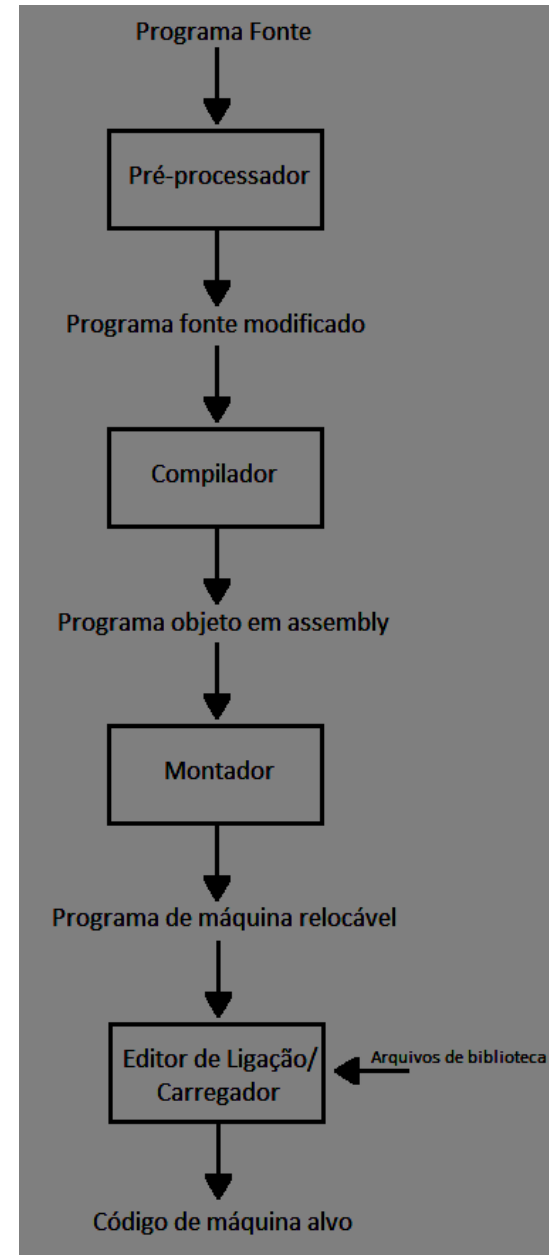 Programa Fonte
Pré-processador
Programa fonte modificado
Compilador
Programa objeto em assembly
Montador
Programa de máquina relocável
Editor de Ligação/
Carregador
Arquivos de biblioteca
Código de máquina alvo